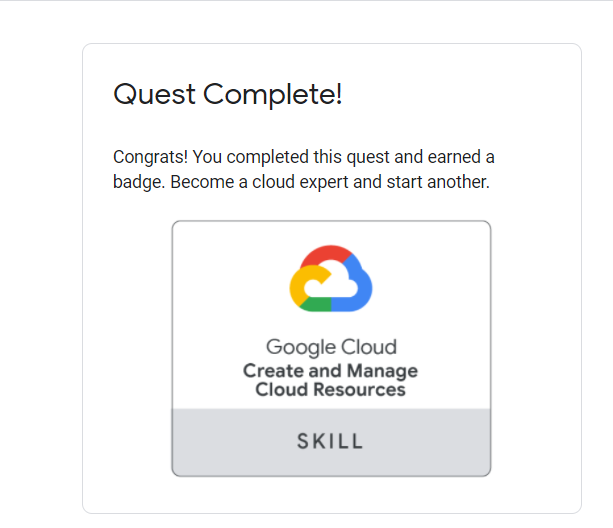 Quest Complete!
Congrats! You completed this quest and earned a
badge. Become a cloud expert and start another.
Google Cloud
Create and Manage
Cloud Resources
SKILL